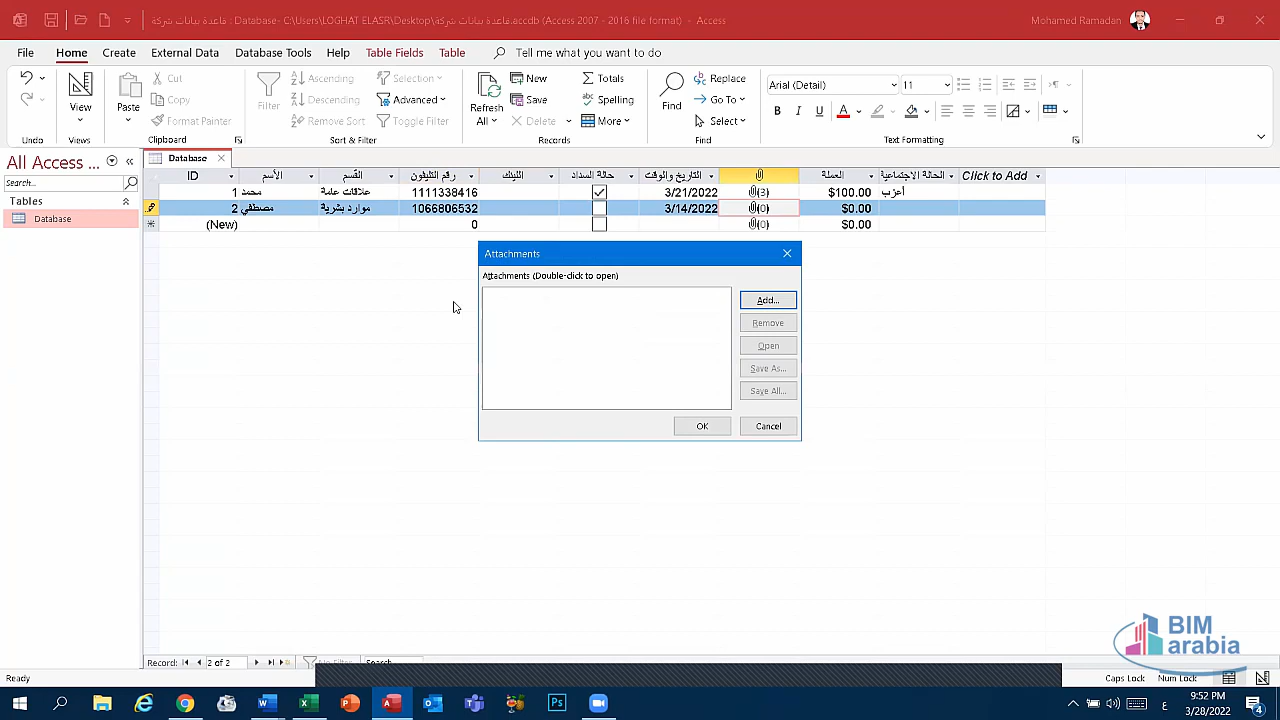 Database- C:\Users\LOGHAT ELASR\Desktop\قاعدة بيانات شركة.accdb (Access 2007 - 2016 file format) - Access : قاعدة بيانات شركة
Mohamed Ramadan
File Home Create External Data Database Tools Help Table Fields Table Tell me what you want to do
View
Paste
Cut
Copy
Format Painter
Filter
Ascending
Descending
Remove Sort
Selection
Advanced
Toggle Filter
Refresh All
New
Save
Delete
Totals
Spelling
More
Find
Replace
Go To
Select
Arial (Detail) 11
B I U A
Undo Views Clipboard Sort & Filter Records Find Text Formatting
All Access ...
Search...
Tables
Database
Database
ID الأسم القسم رقم التليفون اللينك حالة السداد التاريخ والوقت العملة الحالة الاجتماعية Click to Add
1 محمد علاقات عامة 1111338416 3/21/2022 (3) $100.00 أعزب
2 مصطفي موارد بشرية 1066806532 3/14/2022 (0) $0.00
(New) 0 (0) $0.00
Attachments
Attachments (Double-click to open)
Add...
Remove
Open
Save As...
Save All...
OK Cancel
BIM
arabia
Record: 2 of 2 No Filter Search
Ready
Caps Lock Num Lock
9:52 PM
3/28/2022